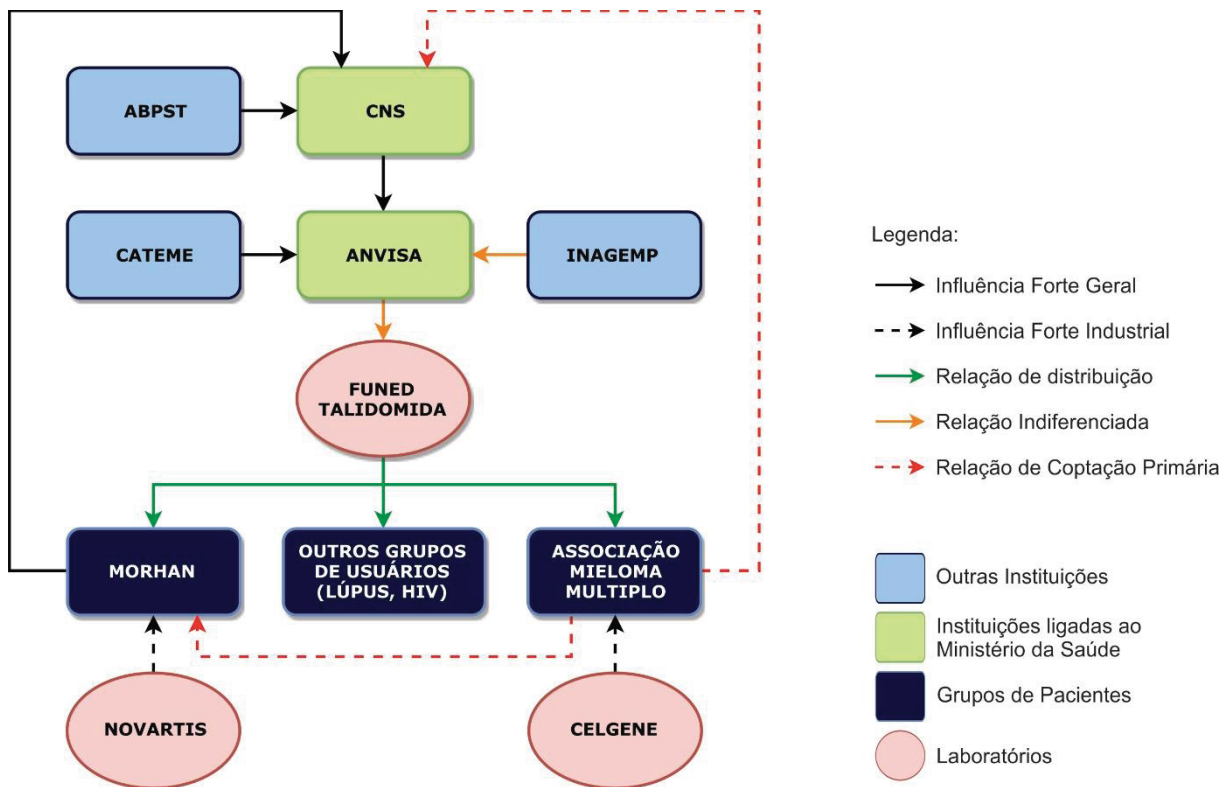 ABPST
CNS
CATEME
ANVISA
INAGEMP
FUNED
TALIDOMIDA
MORHAN
OUTROS GRUPOS
DE USUÁRIOS
(LÚPUS, HIV)
ASSOCIAÇÃO
MIELOMA
MULTIPLO
NOVARTIS
CELGENE
Legenda:
Influência Forte Geral
Influência Forte Industrial
Relação de distribuição
Relação Indiferenciada
Relação de Coptação Primária
Outras Instituições
Instituições ligadas ao
Ministério da Saúde
Grupos de Pacientes
Laboratórios